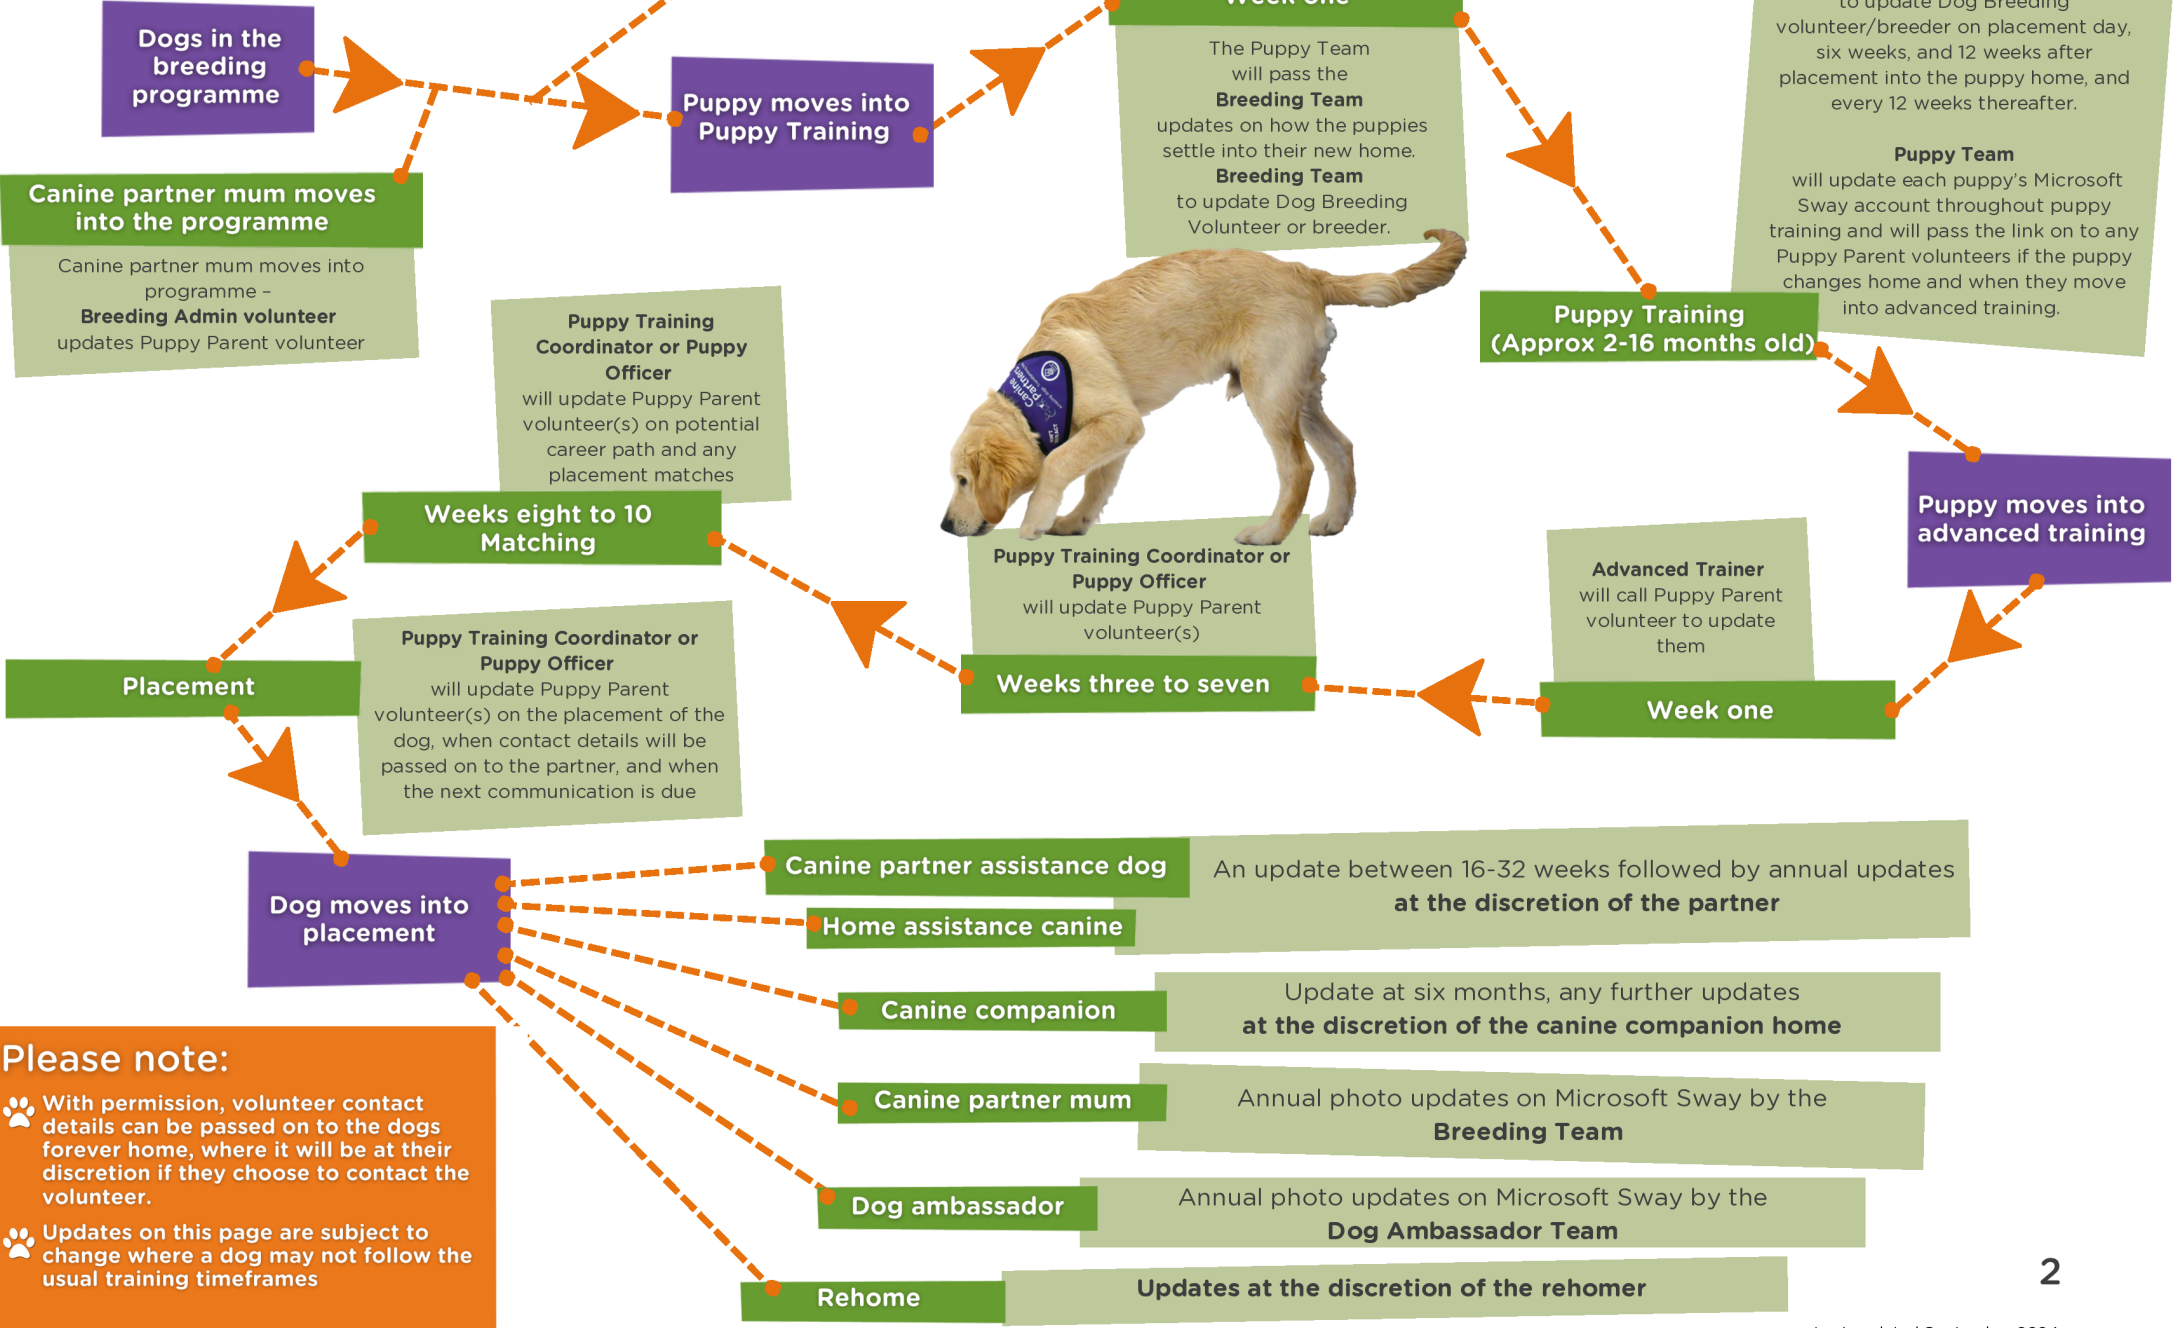 Dogs in the
breeding
programme
Canine partner mum moves
into the programme
Canine partner mum moves into
programme –
Breeding Admin volunteer
updates Puppy Parent volunteer
Puppy moves into
Puppy Training
Week one
The Puppy Team
will pass the
Breeding Team
updates on how the puppies
settle into their new home.
Breeding Team
to update Dog Breeding
Volunteer or breeder.
to update Dog Breeding
volunteer/breeder on placement day,
six weeks, and 12 weeks after
placement into the puppy home, and
every 12 weeks thereafter.
Puppy Team
will update each puppy's Microsoft
Sway account throughout puppy
training and will pass the link on to any
Puppy Parent volunteers if the puppy
changes home and when they move
into advanced training.
Puppy Training
(Approx 2-16 months old)
Puppy moves into
advanced training
Advanced Trainer
will call Puppy Parent
volunteer to update
them
Week one
Canine
Partners
Puppy Training Coordinator or
Puppy Officer
will update Puppy Parent
volunteer(s)
Weeks three to seven
Puppy Training
Coordinator or Puppy
Officer
will update Puppy Parent
volunteer(s) on potential
career path and any
placement matches
Weeks eight to 10
Matching
Placement
Puppy Training Coordinator or
Puppy Officer
will update Puppy Parent
volunteer(s) on the placement of the
dog, when contact details will be
passed on to the partner, and when
the next communication is due
Dog moves into
placement
Canine partner assistance dog
Home assistance canine
An update between 16-32 weeks followed by annual updates
at the discretion of the partner
Canine companion
Update at six months, any further updates
at the discretion of the canine companion home
Canine partner mum
Annual photo updates on Microsoft Sway by the
Breeding Team
Dog ambassador
Annual photo updates on Microsoft Sway by the
Dog Ambassador Team
Rehome
Updates at the discretion of the rehomer
Please note:
With permission, volunteer contact
details can be passed on to the dogs
forever home, where it will be at their
discretion if they choose to contact the
volunteer.
Updates on this page are subject to
change where a dog may not follow the
usual training timeframes
2